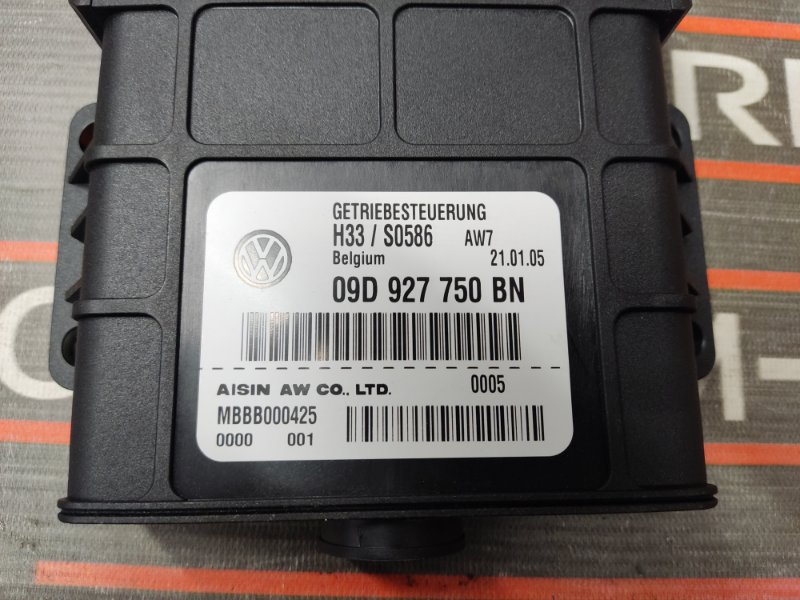 GETRIEBESTEUERUNG
H33 / S0586 AW7
Belgium 21.01.05
09D 927 750 BN
AISIN AW CO., LTD. 0005
MBBB000425
0000 001